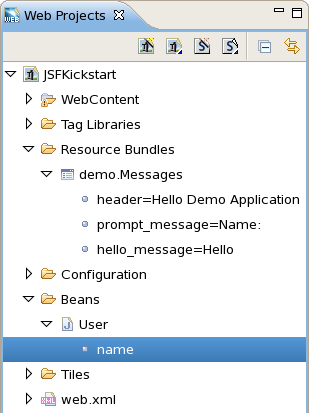 Web Projects
JSFKickstart
WebContent
Tag Libraries
Resource Bundles
demo.Messages
header=Hello Demo Application
prompt_message=Name:
hello_message=Hello
Configuration
Beans
User
name
Tiles
web.xml